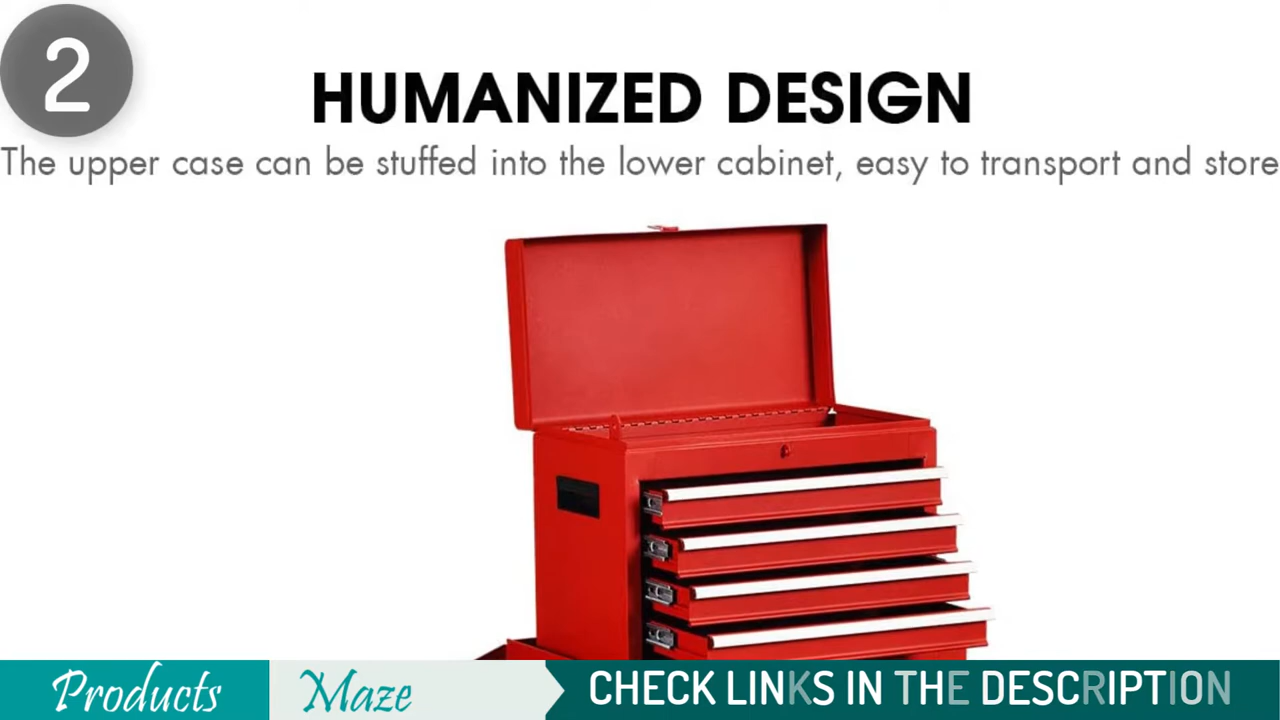 2
HUMANIZED DESIGN
The upper case can be stuffed into the lower cabinet, easy to transport and store
Products Maze CHECK LINKS IN THE DESCRIPTION